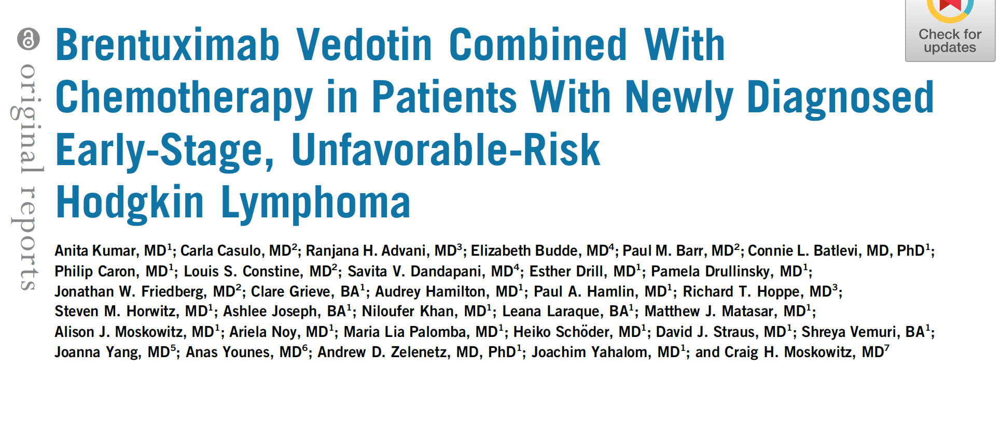 Check for
updates
original reports
Brentuximab Vedotin Combined With
Chemotherapy in Patients With Newly Diagnosed
Early-Stage, Unfavorable-Risk
Hodgkin Lymphoma
Anita Kumar, MD¹; Carla Casulo, MD²; Ranjana H. Advani, MD³; Elizabeth Budde, MD⁴; Paul M. Barr, MD²; Connie L. Batlevi, MD, PhD¹;
Philip Caron, MD¹; Louis S. Constine, MD²; Savita V. Dandapani, MD⁴; Esther Drill, MD¹; Pamela Drullinsky, MD¹;
Jonathan W. Friedberg, MD²; Clare Grieve, BA¹; Audrey Hamilton, MD¹; Paul A. Hamlin, MD¹; Richard T. Hoppe, MD³;
Steven M. Horwitz, MD¹; Ashlee Joseph, BA¹; Niloufer Khan, MD¹; Leana Laraque, BA¹; Matthew J. Matasar, MD¹;
Alison J. Moskowitz, MD¹; Ariela Noy, MD¹; Maria Lia Palomba, MD¹; Heiko Schöder, MD¹; David J. Straus, MD¹; Shreya Vemuri, BA¹;
Joanna Yang, MD⁵; Anas Younes, MD⁶; Andrew D. Zelenetz, MD, PhD¹; Joachim Yahalom, MD¹; and Craig H. Moskowitz, MD⁷